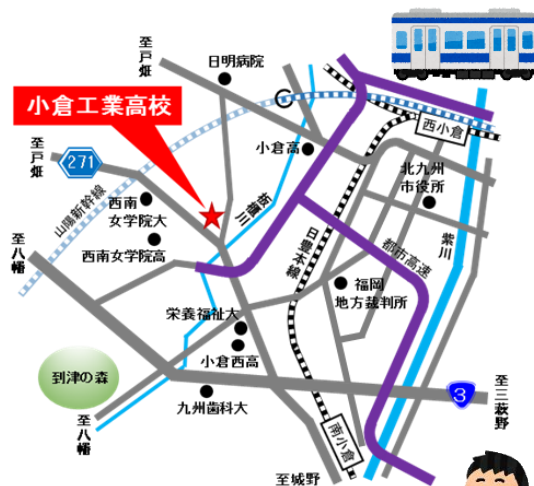 至戸畑
日明病院
小倉工業高校
西小倉
至戸畑
271
小倉高
北九州
市役所
山陽新幹線
西南
女学院大
板櫃川
紫川
至八幡
西南女学院高
日豊本線
都市高速
福岡
地方裁判所
栄養福祉大
小倉西高
到津の森
3
至三萩野
九州歯科大
至八幡
南小倉
至城野